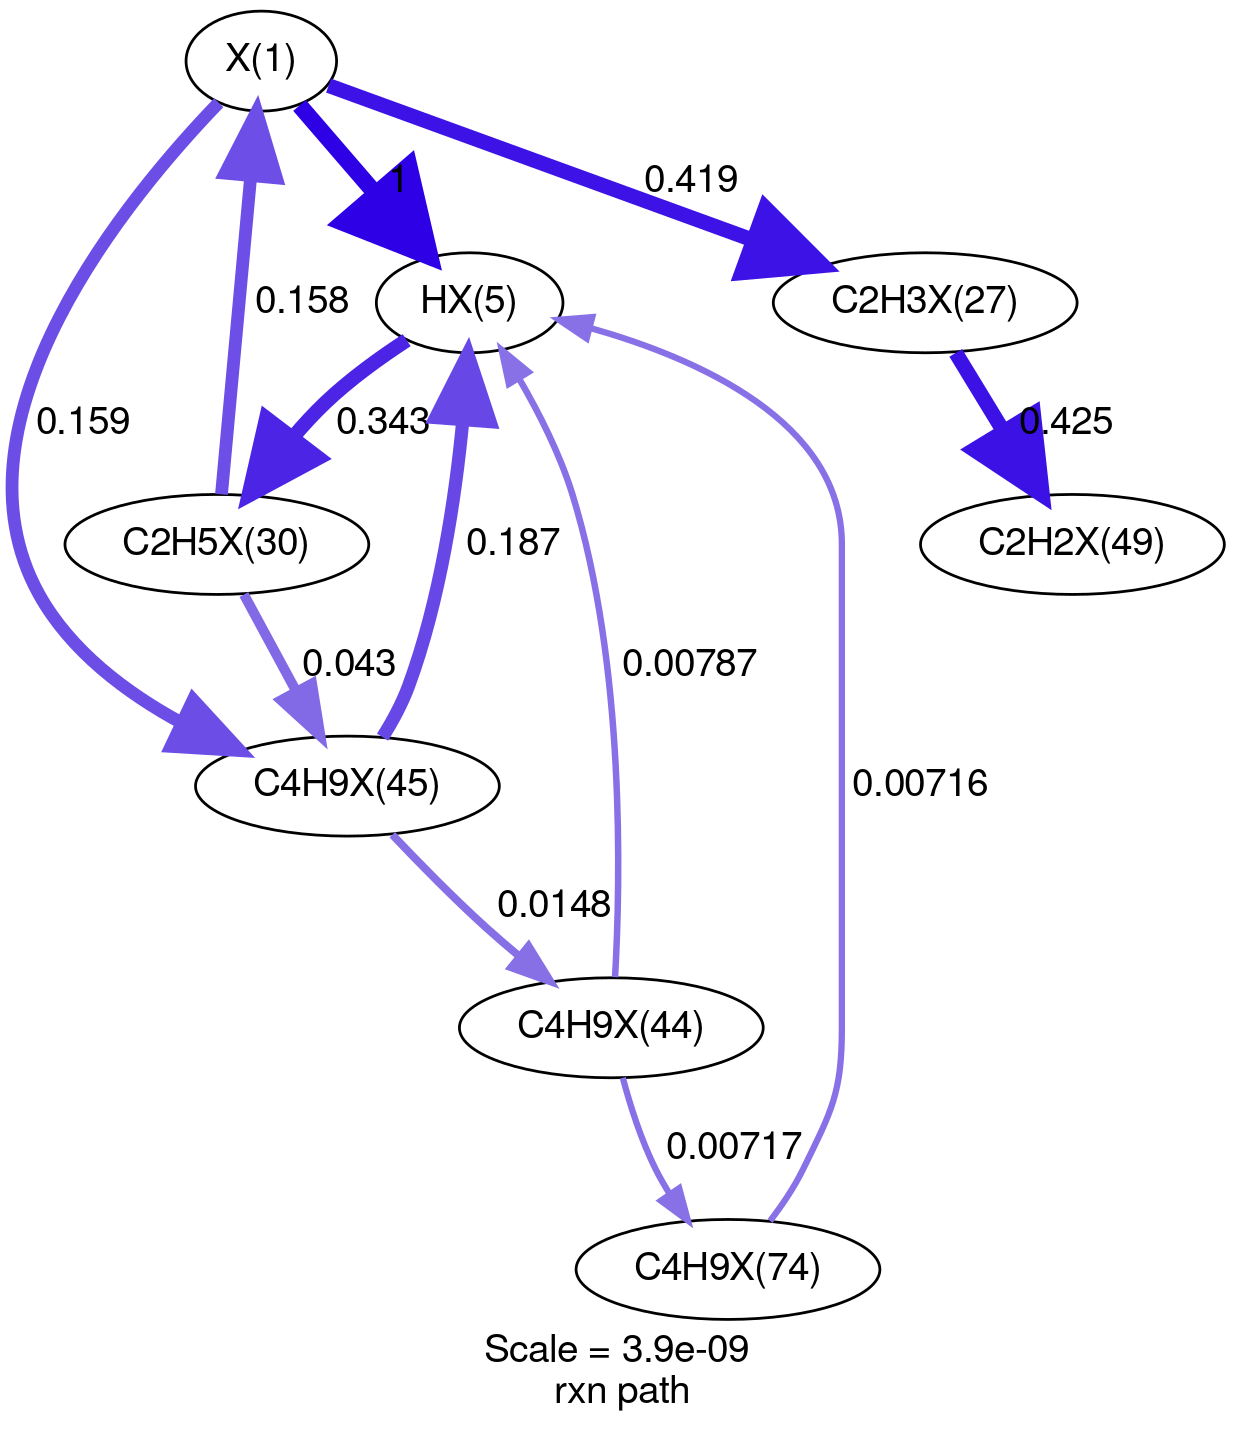 X(1)
1
0.419
0.158
HX(5)
C2H3X(27)
0.159
0.343
0.425
C2H5X(30)
0.187
C2H2X(49)
0.043
0.00787
C4H9X(45)
0.00716
0.0148
C4H9X(44)
0.00717
C4H9X(74)
Scale = 3.9e-09
rxn path